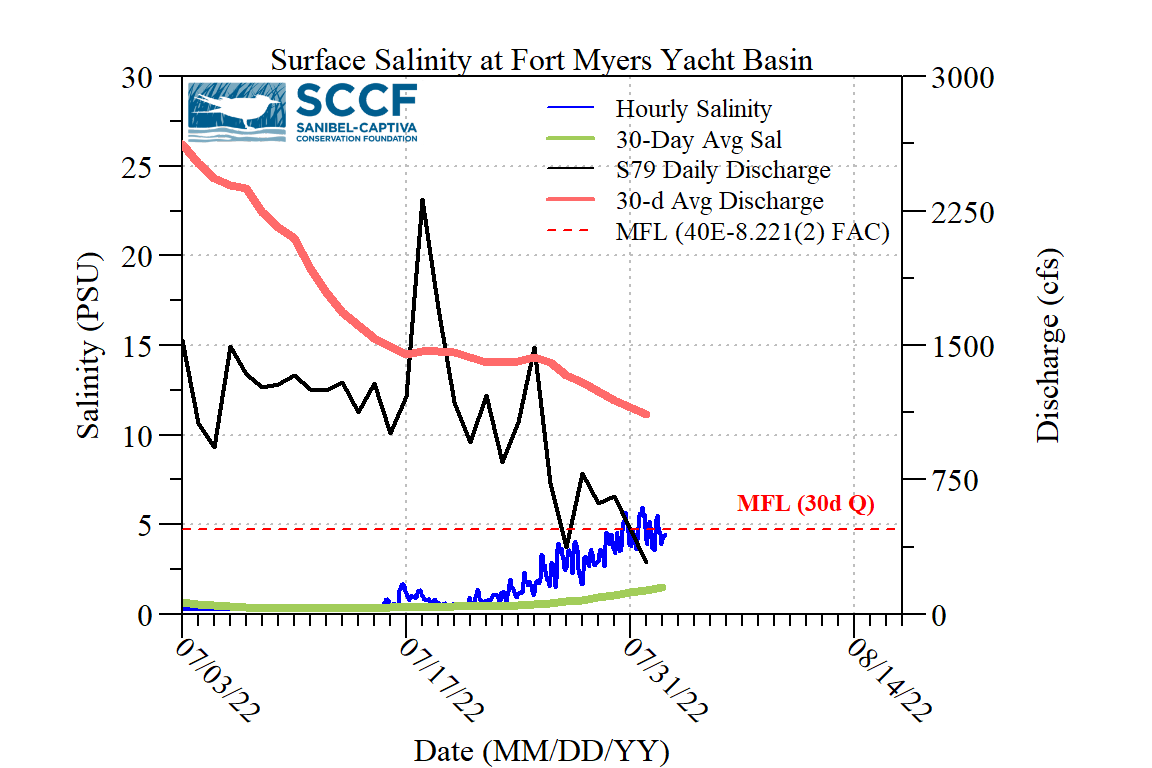 Surface Salinity at Fort Myers Yacht Basin
SCCF
SANIBEL-CAPTIVA
CONSERVATION FOUNDATION
Hourly Salinity
30-Day Avg Sal
S79 Daily Discharge
30-d Avg Discharge
MFL (40E-8.221(2) FAC)
30
25
20
15
10
5
0
Salinity (PSU)
3000
2250
1500
750
0
Discharge (cfs)
MFL (30d Q)
07/03/22
07/17/22
07/31/22
08/14/22
Date (MM/DD/YY)